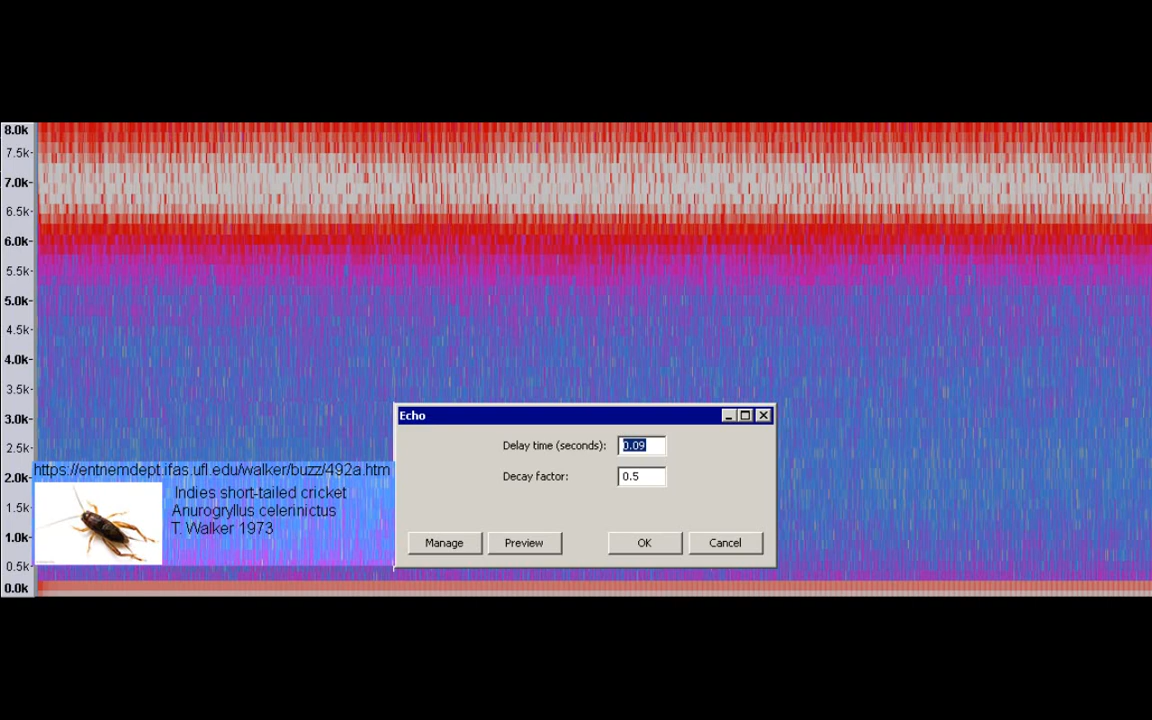 8.0k
7.5k
7.0k
6.5k
6.0k
5.5k
5.0k
4.5k
4.0k
3.5k
3.0k
2.5k
2.0k
1.5k
1.0k
0.5k
0.0k
https://entnemdept.ifas.ufl.edu/walker/buzz/492a.htm
Indies short-tailed cricket
Anurogryllus celerinictus
T. Walker 1973
Echo
Delay time (seconds): 0.09
Decay factor: 0.5
Manage Preview OK Cancel